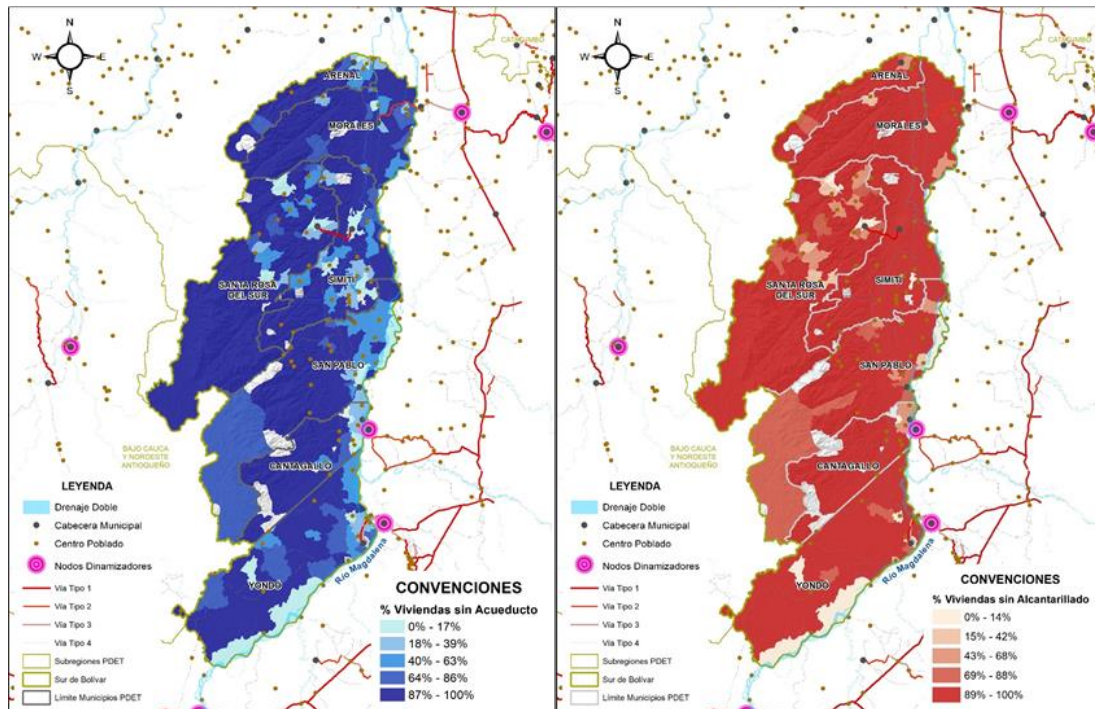 N
W E
S
CATATUMBO
ARENAL
MORALES
SANTA ROSA
DEL SUR
SIMITÍ
SAN PABLO
BAJO CAUCA
Y NORDESTE
ANTIOQUEÑO
CANTAGALLO
YONDÓ
Río Magdalena
LEYENDA
Drenaje Doble
Cabecera Municipal
Centro Poblado
Nodos Dinamizadores
Vía Tipo 1
Vía Tipo 2
Vía Tipo 3
Vía Tipo 4
Subregiones PDET
Sur de Bolívar
Límite Municipios PDET
CONVENCIONES
% Viviendas sin Acueducto
0% - 17%
18% - 39%
40% - 63%
64% - 86%
87% - 100%
N
W E
S
CATATUMBO
ARENAL
MORALES
SANTA ROSA
DEL SUR
SIMITÍ
SAN PABLO
BAJO CAUCA
Y NORDESTE
ANTIOQUEÑO
CANTAGALLO
YONDÓ
Río Magdalena
LEYENDA
Drenaje Doble
Cabecera Municipal
Centro Poblado
Nodos Dinamizadores
Vía Tipo 1
Vía Tipo 2
Vía Tipo 3
Vía Tipo 4
Subregiones PDET
Sur de Bolívar
Límite Municipios PDET
CONVENCIONES
% Viviendas sin Alcantarillado
0% - 14%
15% - 42%
43% - 68%
69% - 88%
89% - 100%